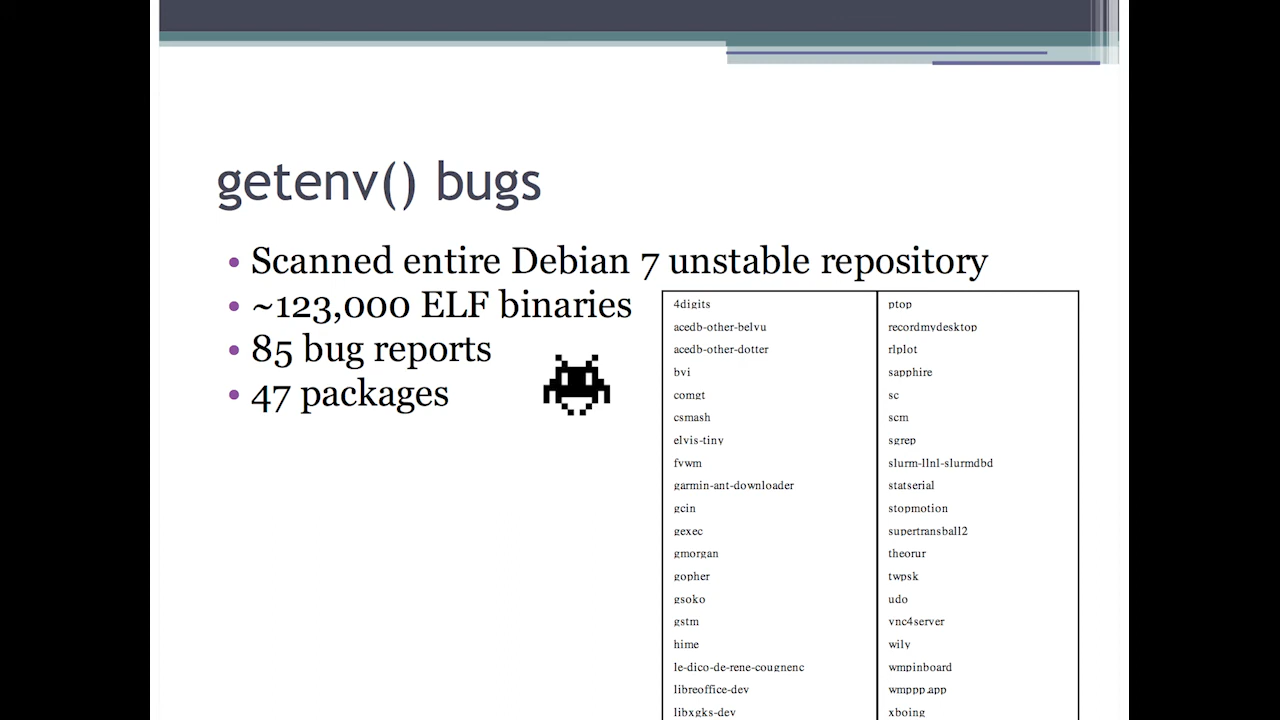 getenv() bugs
• Scanned entire Debian 7 unstable repository
• ~123,000 ELF binaries
• 85 bug reports
• 47 packages
4digits
acedb-other-belvu
acedb-other-dotter
bvi
comgt
csmash
elvis-tiny
fvwm
garmin-ant-downloader
gcin
gexec
gmorgan
gopher
gsoko
gstm
hime
le-dico-de-rene-cougnenc
libreoffice-dev
libxgks-dev
ptop
recordmydesktop
rlplot
sapphire
sc
scm
sgrep
slurm-llnl-slurmdbd
statserial
stopmotion
supertransball2
theorur
twpsk
udo
vnc4server
wily
wmpinboard
wmppp.app
xboing